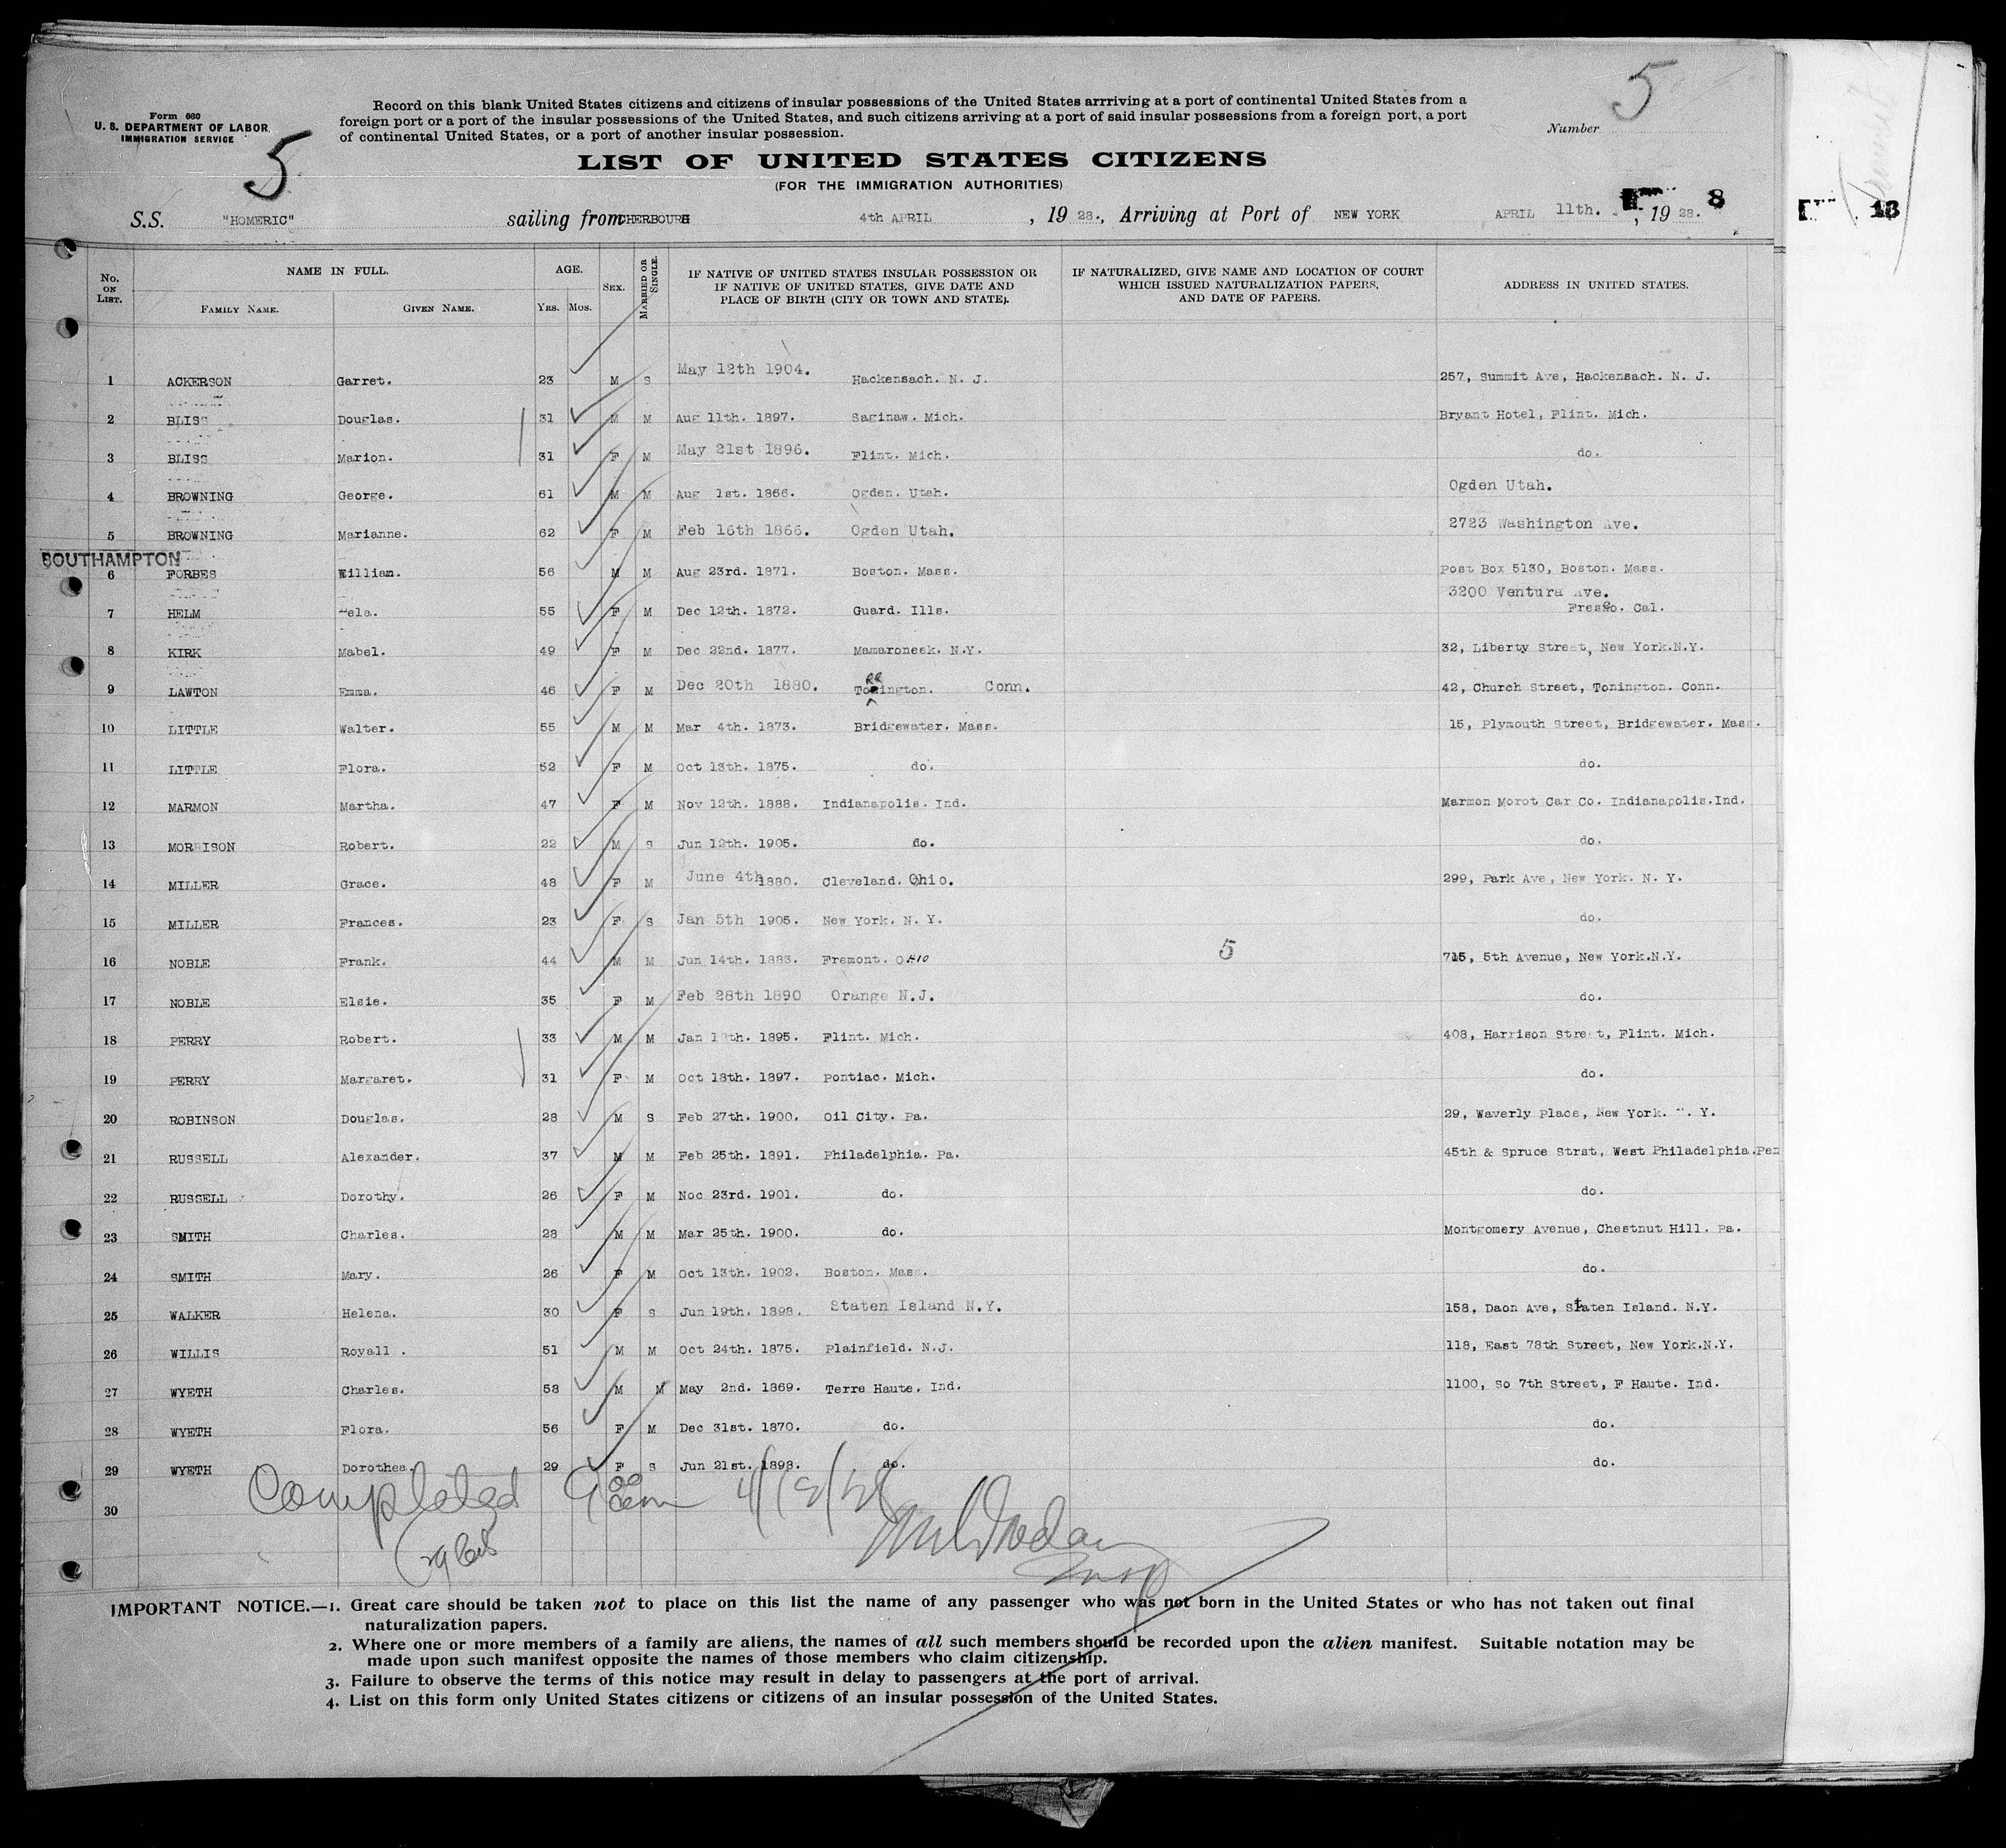 Form 660
U. S. DEPARTMENT OF LABOR
IMMIGRATION SERVICE
5
Record on this blank United States citizens and citizens of insular possessions of the United States arrriving at a port of continental United States from a
foreign port or a port of the insular possessions of the United States, and such citizens arriving at a port of said insular possessions from a foreign port, a port
of continental United States, or a port of another insular possession.
Number 5
LIST OF UNITED STATES CITIZENS
(FOR THE IMMIGRATION AUTHORITIES)
S.S. "HOMERIC" sailing from CHERBOURG 4th APRIL, 19 28., Arriving at Port of NEW YORK APRIL 11th., 19 28. 8
No. ON LIST. NAME IN FULL. AGE. SEX. MARRIED OR SINGLE. IF NATIVE OF UNITED STATES INSULAR POSSESSION OR IF NATIVE OF UNITED STATES, GIVE DATE AND PLACE OF BIRTH (CITY OR TOWN AND STATE). IF NATURALIZED, GIVE NAME AND LOCATION OF COURT WHICH ISSUED NATURALIZATION PAPERS, AND DATE OF PAPERS. ADDRESS IN UNITED STATES.
FAMILY NAME. GIVEN NAME. YRS. MOS.
1 ACKERSON Garret. 23 M S May 12th 1904. Hackensach. N. J. 257, Summit Ave, Hackensach. N. J.
2 BLISS Douglas. 31 M M Aug 11th. 1897. Saginaw. Mich. Bryant Hotel, Flint. Mich.
3 BLISS Marion. 31 F M May 21st 1896. Flint. Mich. do.
4 BROWNING George. 61 M M Aug 1st. 1866. Ogden. Utah. Ogden Utah.
5 BROWNING Marianne. 62 F M Feb 16th 1866. Ogden Utah. 2723 Washington Ave.
SOUTHAMPTON
6 FORBES William. 56 M M Aug 23rd. 1871. Boston. Mass. Post Box 5130, Boston. Mass.
7 HELM 55 F M Dec 12th. 1872. Guard. Ills. 3200 Ventura Ave. Fresno. Cal.
8 KIRK Mabel. 49 F M Dec 22nd. 1877. Mamaroneek. N.Y. 32, Liberty Street, New York.N.Y.
9 LAWTON Emma. 46 F M Dec 20th 1880. Torrington. Conn. 42, Church Street, Tonington. Conn.
10 LITTLE Walter. 55 M M Mar 4th. 1873. Bridgewater. Mass. 15, Plymouth Street, Bridgewater. Mass.
11 LITTLE Flora. 52 F M Oct 13th. 1875. do. do.
12 MARMON Martha. 47 F M Nov 12th. 1888. Indianapolis. Ind. Marmon Morot Car Co. Indianapolis.Ind.
13 MORRISON Robert. 22 M S Jun 12th. 1905. do. do.
14 MILLER Grace. 48 F M June 4th 1880. Cleveland. Ohio. 299, Park Ave, New York. N. Y.
15 MILLER Frances. 23 F S Jan 5th 1905. New York. N. Y. do.
16 NOBLE Frank. 44 M M Jun 14th. 1883. Fremont. OHIO 5 715, 5th Avenue, New York.N.Y.
17 NOBLE Elsie. 35 F M Feb 28th 1890 Orange N.J. do.
18 PERRY Robert. 33 M M Jan 1895. Flint. Mich. 408, Harrison Street, Flint. Mich.
19 PERRY Margaret. 31 F M Oct 18th. 1897. Pontiac. Mich. do.
20 ROBINSON Douglas. 28 M S Feb 27th. 1900. Oil City. Pa. 29, Waverly Place, New York. Y.
21 RUSSELL Alexander. 37 M M Feb 25th. 1891. Philadelphia. Pa. 45th & Spruce Strst, West Philadelphia.Pen
22 RUSSELL Dorothy. 26 F M Noc 23rd. 1901. do. do.
23 SMITH Charles. 28 M M Mar 25th. 1900. do. Montgomery Avenue, Chestnut Hill. Pa.
24 SMITH Mary. 26 F M Oct 13th. 1902. Boston. Mass. do.
25 WALKER Helena. 30 F S Jun 19th. 1898. Staten Island N.Y. 158, Daon Ave, Staten Island. N.Y.
26 WILLIS Royall. 51 M M Oct 24th. 1875. Plainfield. N.J. 118, East 78th Street, New York.N.Y.
27 WYETH Charles. 58 M M May 2nd. 1869. Terre Haute. Ind. 1100, So 7th Street, F Haute. Ind.
28 WYETH Flora. 56 F M Dec 31st. 1870. do. do.
29 WYETH Dorothea. 29 F S Jun 21st. 1898. do. do.
Completed
30
IMPORTANT NOTICE.—1. Great care should be taken not to place on this list the name of any passenger who was not born in the United States or who has not taken out final
naturalization papers.
2. Where one or more members of a family are aliens, the names of all such members should be recorded upon the alien manifest. Suitable notation may be
made upon such manifest opposite the names of those members who claim citizenship.
3. Failure to observe the terms of this notice may result in delay to passengers at the port of arrival.
4. List on this form only United States citizens or citizens of an insular possession of the United States.